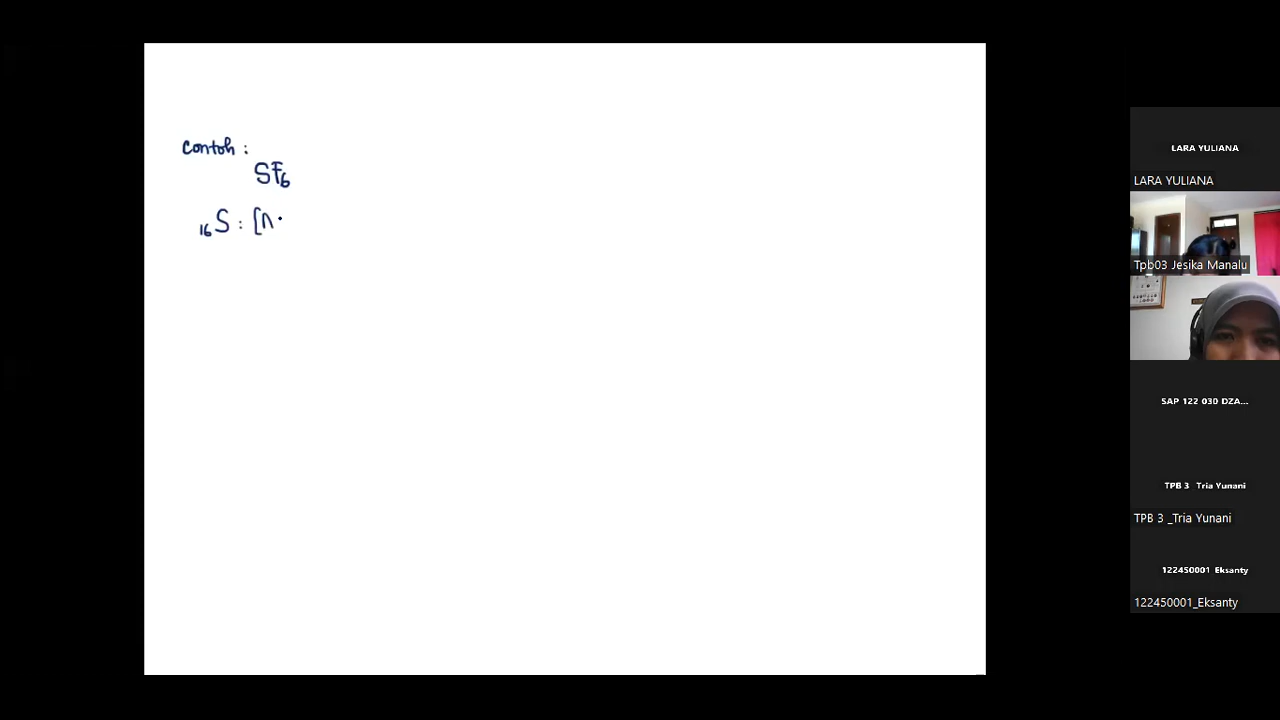 Contoh :
SF6
16S : [N
LARA YULIANA
LARA YULIANA
Tpb03 Jesika Manalu
SAP 122 030 DZA...
TPB 3 Tria Yunani
TPB 3 _Tria Yunani
122450001 Eksanty
122450001_Eksanty